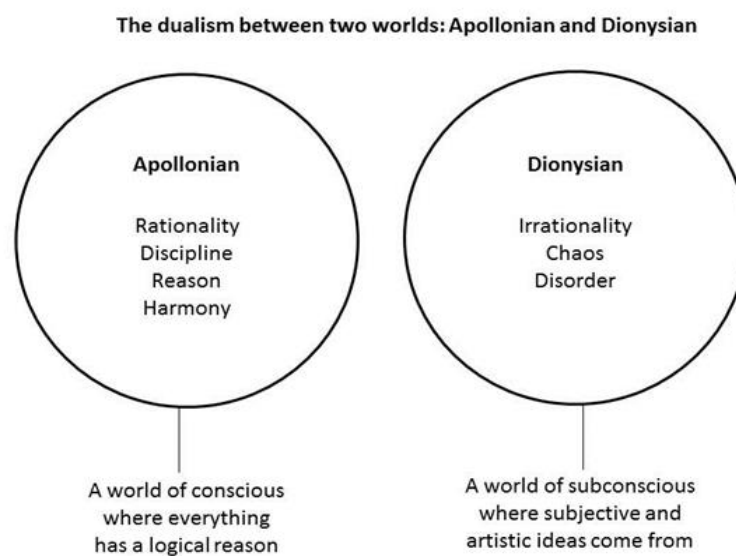 The dualism between two worlds: Apollonian and Dionysian
Apollonian
Rationality
Discipline
Reason
Harmony
A world of conscious
where everything
has a logical reason
Dionysian
Irrationality
Chaos
Disorder
A world of subconscious
where subjective and
artistic ideas come from